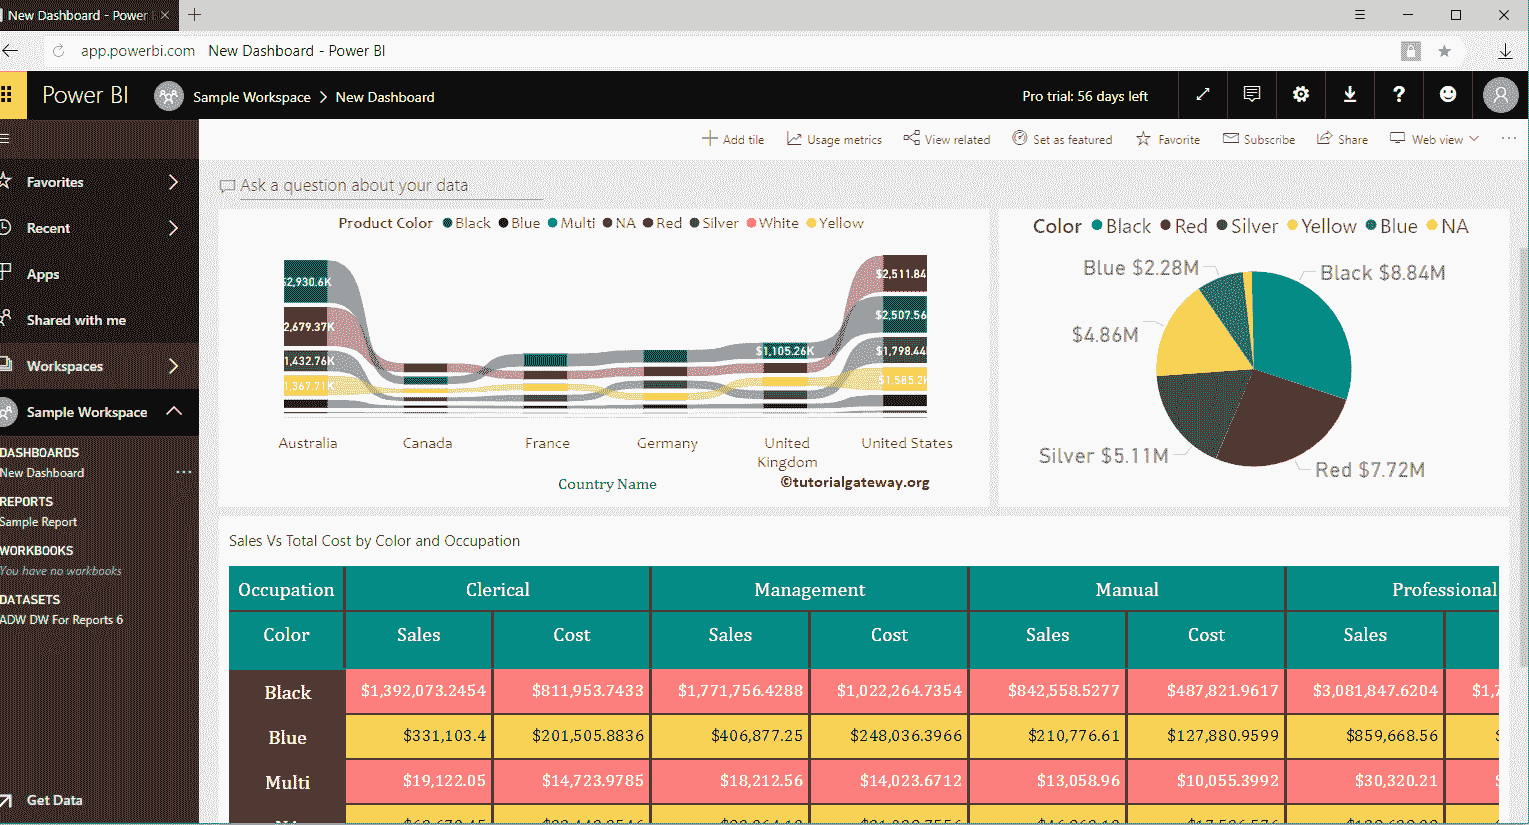 New Dashboard - Power
app.powerbi.com New Dashboard - Power BI
Power BI Sample Workspace > New Dashboard Pro trial: 56 days left ?
Add tile Usage metrics View related Set as featured Favorite Subscribe Share Web view ...
Favorites
Recent
Apps
Shared with me
Workspaces
Sample Workspace
DASHBOARDS
New Dashboard ...
REPORTS
Sample Report
WORKBOOKS
You have no workbooks
DATASETS
ADW DW For Reports 6
Get Data
Ask a question about your data
Product Color Black Blue Multi NA Red Silver White Yellow
$2,930.6K
2,679.37K
1,432.76K
1,367.71K
$1,105.26K
$2,511.84
$2,507.56
$1,798.44
$1,585.2K
Australia Canada France Germany United Kingdom United States
Country Name
©tutorialgateway.org
Color Black Red Silver Yellow Blue NA
Blue $2.28M
Black $8.84M
$4.86M
Silver $5.11M
Red $7.72M
Sales Vs Total Cost by Color and Occupation
Occupation Clerical Management Manual Professional
Color Sales Cost Sales Cost Sales Cost Sales
Black $1,392,073.2454 $811,953.7433 $1,771,756.4288 $1,022,264.7354 $842,558.5277 $487,821.9617 $3,081,847.6204 $1,7
Blue $331,103.4 $201,505.8836 $406,877.25 $248,036.3966 $210,776.61 $127,880.9599 $859,668.56
Multi $19,122.05 $14,723.9785 $18,212.56 $14,023.6712 $13,058.96 $10,055.3992 $30,320.21